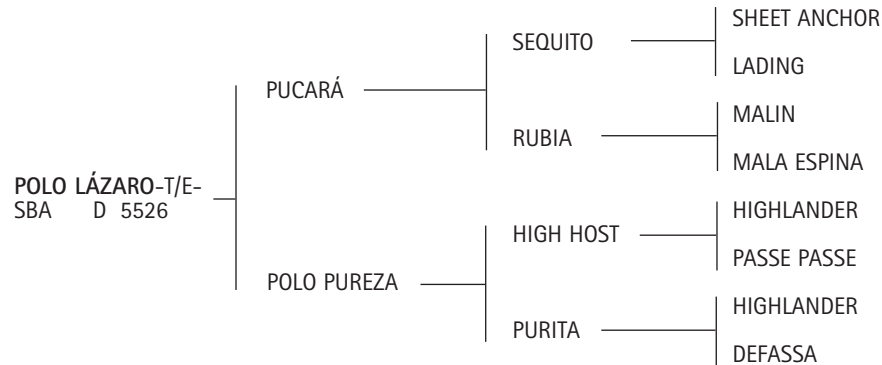 SHEET ANCHOR
SEQUITO
LADING
PUCARÁ
MALIN
RUBIA
MALA ESPINA
POLO LÁZARO-T/E-
SBA D 5526
HIGHLANDER
HIGH HOST
PASSE PASSE
POLO PUREZA
HIGHLANDER
PURITA
DEFASSA